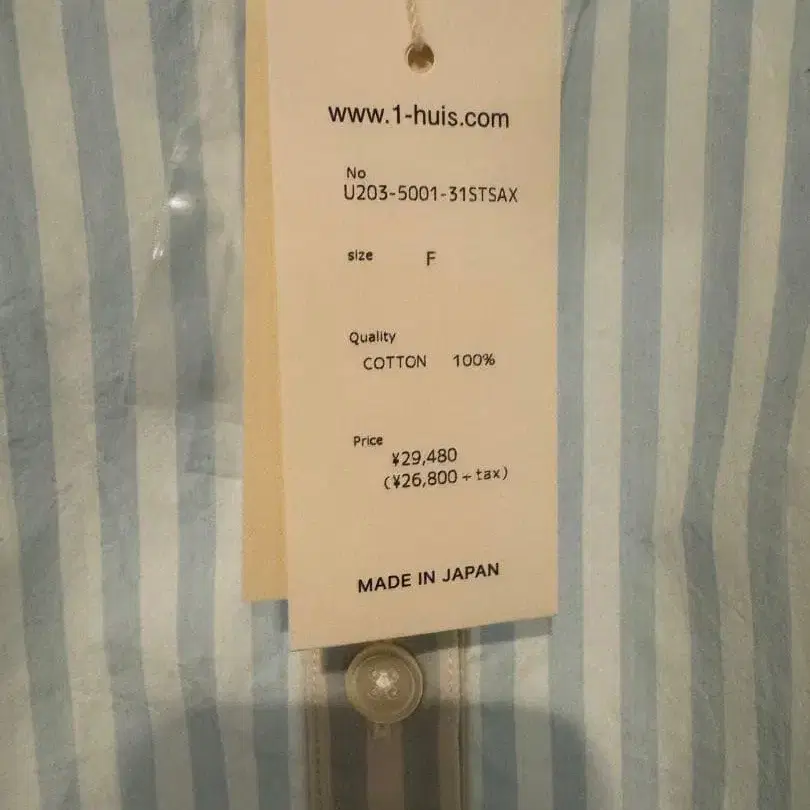 www.1-huis.com
No
U203-5001-31STSAX
size F
Quality
COTTON 100%
Price
¥29,480
(¥26,800+tax)
MADE IN JAPAN